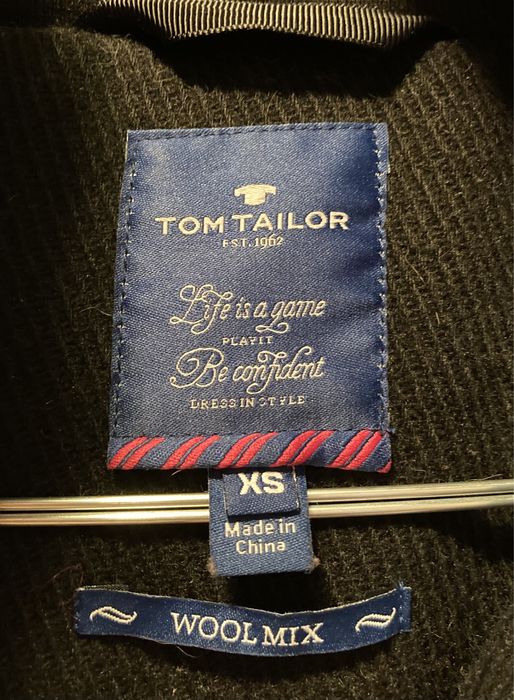 TOM TAILOR
EST. 1962
Life is a game
PLAY IT
Be confident
DRESS IN STYLE
XS
Made in
China
WOOL MIX